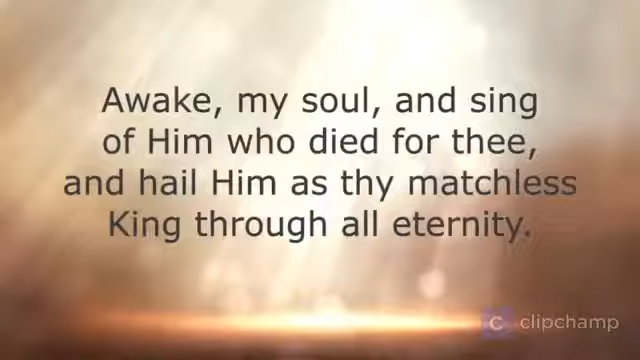 Awake, my soul, and sing
of Him who died for thee,
and hail Him as thy matchless
King through all eternity.
C clipchamp